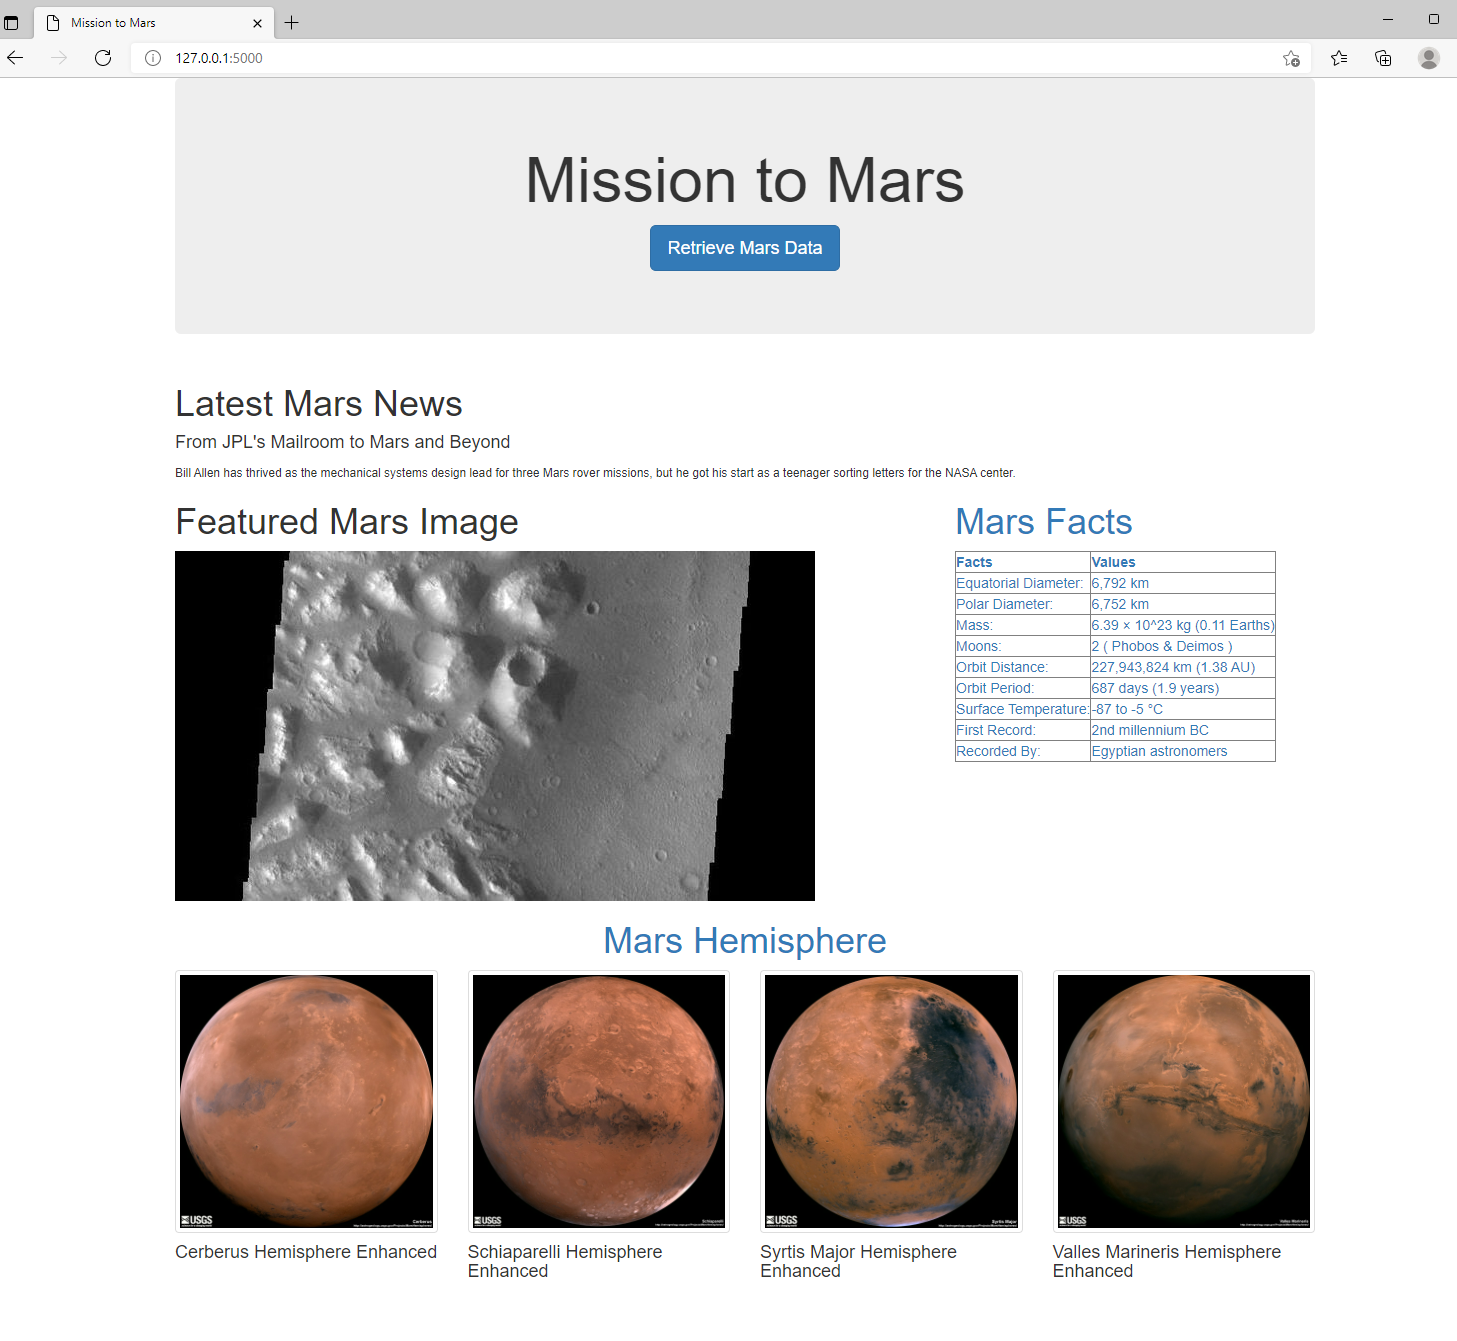 Mission to Mars
127.0.0.1:5000
Mission to Mars
Retrieve Mars Data
Latest Mars News
From JPL's Mailroom to Mars and Beyond
Bill Allen has thrived as the mechanical systems design lead for three Mars rover missions, but he got his start as a teenager sorting letters for the NASA center.
Featured Mars Image
Mars Facts
Facts Values
Equatorial Diameter: 6,792 km
Polar Diameter: 6,752 km
Mass: 6.39 × 10^23 kg (0.11 Earths)
Moons: 2 ( Phobos & Deimos )
Orbit Distance: 227,943,824 km (1.38 AU)
Orbit Period: 687 days (1.9 years)
Surface Temperature: -87 to -5 °C
First Record: 2nd millennium BC
Recorded By: Egyptian astronomers
Mars Hemisphere
USGS Cerberus
USGS Schiaparelli
USGS Syrtis Major
USGS Valles Marineris
Cerberus Hemisphere Enhanced
Schiaparelli Hemisphere
Enhanced
Syrtis Major Hemisphere
Enhanced
Valles Marineris Hemisphere
Enhanced